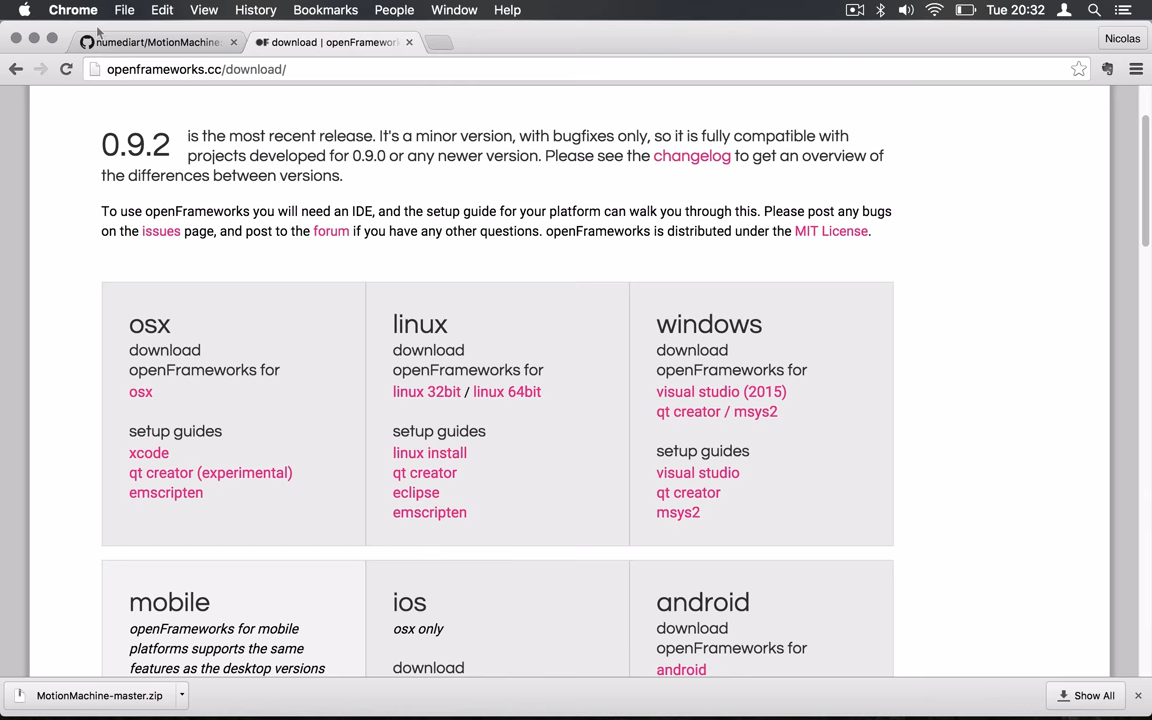 Chrome File Edit View History Bookmarks People Window Help Tue 20:32
numediart/MotionMachine: download | openFramework Nicolas
openframeworks.cc/download/
0.9.2 is the most recent release. It's a minor version, with bugfixes only, so it is fully compatible with
projects developed for 0.9.0 or any newer version. Please see the changelog to get an overview of
the differences between versions.
To use openFrameworks you will need an IDE, and the setup guide for your platform can walk you through this. Please post any bugs
on the issues page, and post to the forum if you have any other questions. openFrameworks is distributed under the MIT License.
osx
download
openFrameworks for
osx
setup guides
xcode
qt creator (experimental)
emscripten
linux
download
openFrameworks for
linux 32bit / linux 64bit
setup guides
linux install
qt creator
eclipse
emscripten
windows
download
openFrameworks for
visual studio (2015)
qt creator / msys2
setup guides
visual studio
qt creator
msys2
mobile
openFrameworks for mobile
platforms supports the same
features as the desktop versions
ios
osx only
download
android
download
openFrameworks for
android
MotionMachine-master.zip Show All